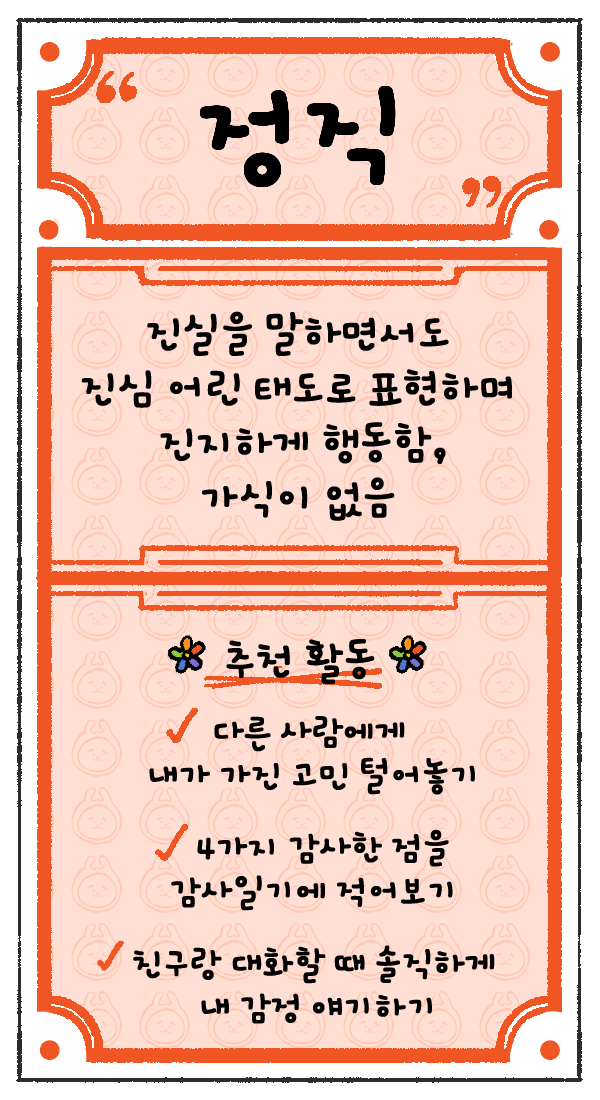 “ 정직 ”
진실을 말하면서도
진심 어린 태도로 표현하며
진지하게 행동함,
가식이 없음
추천 활동
✓ 다른 사람에게
내가 가진 고민 털어놓기
✓ 4가지 감사한 점을
감사일기에 적어보기
✓ 친구랑 대화할 때 솔직하게
내 감정 얘기하기